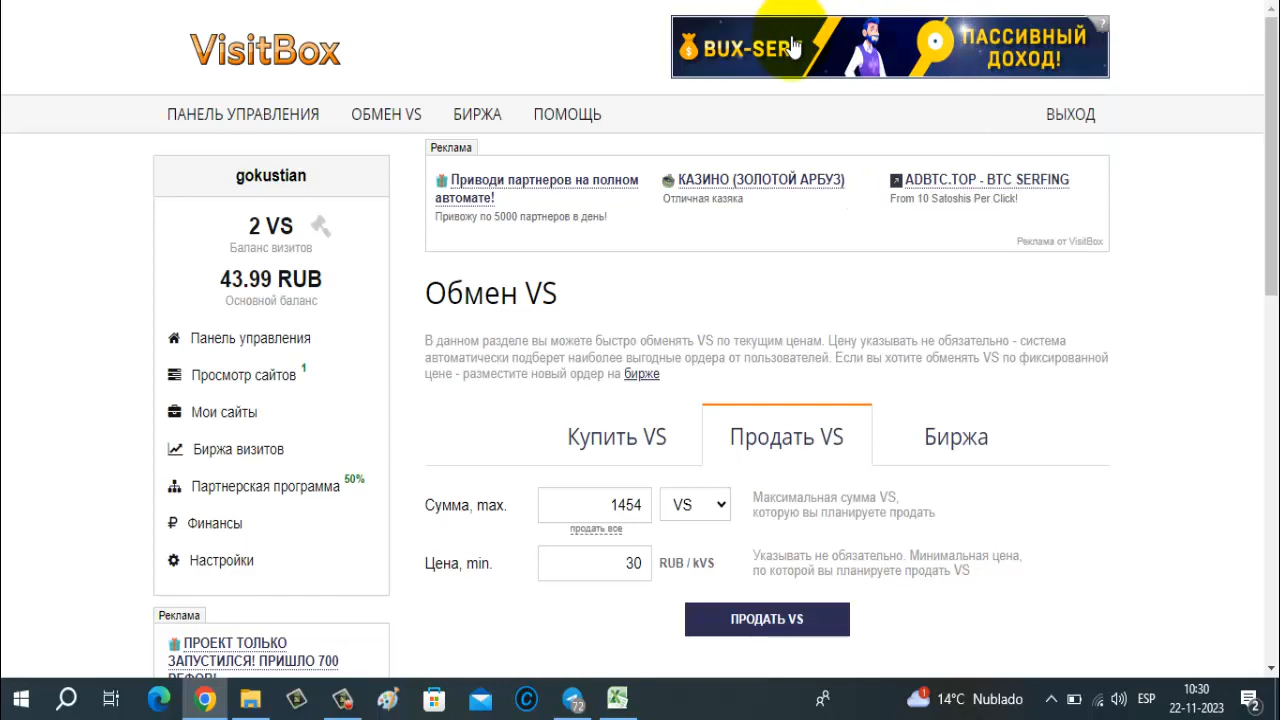 VisitBox
BUX-SER
ПАССИВНЫЙ
ДОХОД!
?
ПАНЕЛЬ УПРАВЛЕНИЯ
ОБМЕН VS
БИРЖА
ПОМОЩЬ
ВЫХОД
gokustian
2 VS
Баланс визитов
43.99 RUB
Основной баланс
Панель управления
Просмотр сайтов 1
Мои сайты
Биржа визитов
Партнерская программа 50%
Финансы
Настройки
Реклама
ПРОЕКТ ТОЛЬКО
ЗАПУСТИЛСЯ! ПРИШЛО 700
РЕФОВ!
Реклама
Приводи партнеров на полном
автомате!
Привожу по 5000 партнеров в день!
КАЗИНО (ЗОЛОТОЙ АРБУЗ)
Отличная казяка
ADBTC.TOP - BTC SERFING
From 10 Satoshis Per Click!
Реклама от VisitBox
Обмен VS
В данном разделе вы можете быстро обменять VS по текущим ценам. Цену указывать не обязательно - система
автоматически подберет наиболее выгодные ордера от пользователей. Если вы хотите обменять VS по фиксированной
цене - разместите новый ордер на бирже
Купить VS
Продать VS
Биржа
Сумма, max.
1454
VS
продать все
Максимальная сумма VS,
которую вы планируете продать
Цена, min.
30
RUB / kVS
Указывать не обязательно. Минимальная цена,
по которой вы планируете продать VS
ПРОДАТЬ VS
72
1
14°C Nublado
ESP
10:30
22-11-2023
2